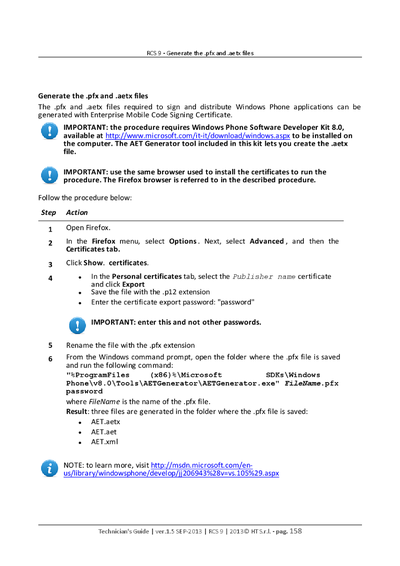 RCS 9 - Generate the .pfx and .aetx files
Generate the .pfx and .aetx files
The .pfx and .aetx files required to sign and distribute Windows Phone applications can be
generated with Enterprise Mobile Code Signing Certificate.
IMPORTANT: the procedure requires Windows Phone Software Developer Kit 8.0,
available at http://www.microsoft.com/it-it/download/windows.aspx to be installed on
the computer. The AET Generator tool included in this kit lets you create the .aetx
file.
IMPORTANT: use the same browser used to install the certificates to run the
procedure. The Firefox browser is referred to in the described procedure.
Follow the procedure below:
Step Action
1 Open Firefox.
2 In the Firefox menu, select Options. Next, select Advanced, and then the
Certificates tab.
3 Click Show. certificates.
4 • In the Personal certificates tab, select the Publisher name certificate
and click Export
• Save the file with the .p12 extension
• Enter the certificate export password: "password"
IMPORTANT: enter this and not other passwords.
5 Rename the file with the .pfx extension
6 From the Windows command prompt, open the folder where the .pfx file is saved
and run the following command:
"%ProgramFiles (x86)%\Microsoft SDKs\Windows
Phone\v8.0\Tools\AETGenerator\AETGenerator.exe" FileName.pfx
password
where FileName is the name of the .pfx file.
Result: three files are generated in the folder where the .pfx file is saved:
• AET.aetx
• AET.aet
• AET.xml
NOTE: to learn more, visit http://msdn.microsoft.com/en-
us/library/windowsphone/develop/jj206943%28v=vs.105%29.aspx
Technician's Guide | ver.1.5 SEP-2013 | RCS 9 | 2013© HT S.r.l. - pag. 158